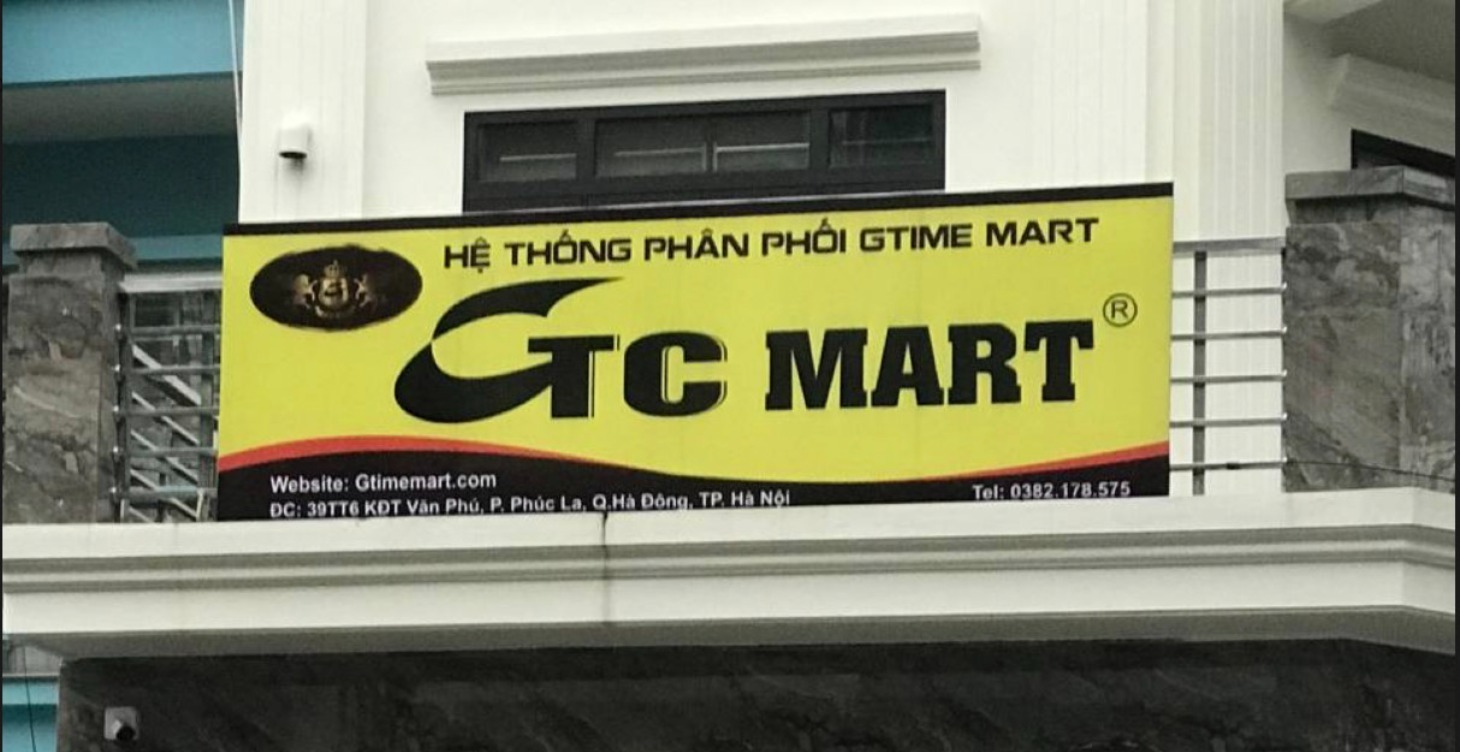 HỆ THỐNG PHÂN PHỐI GTIME MART
GTC MART ®
Website: Gtimemart.com
ĐC: 39TT6 KĐT Văn Phú, P. Phúc La, Q.Hà Đông, TP. Hà Nội
Tel: 0382.178.575